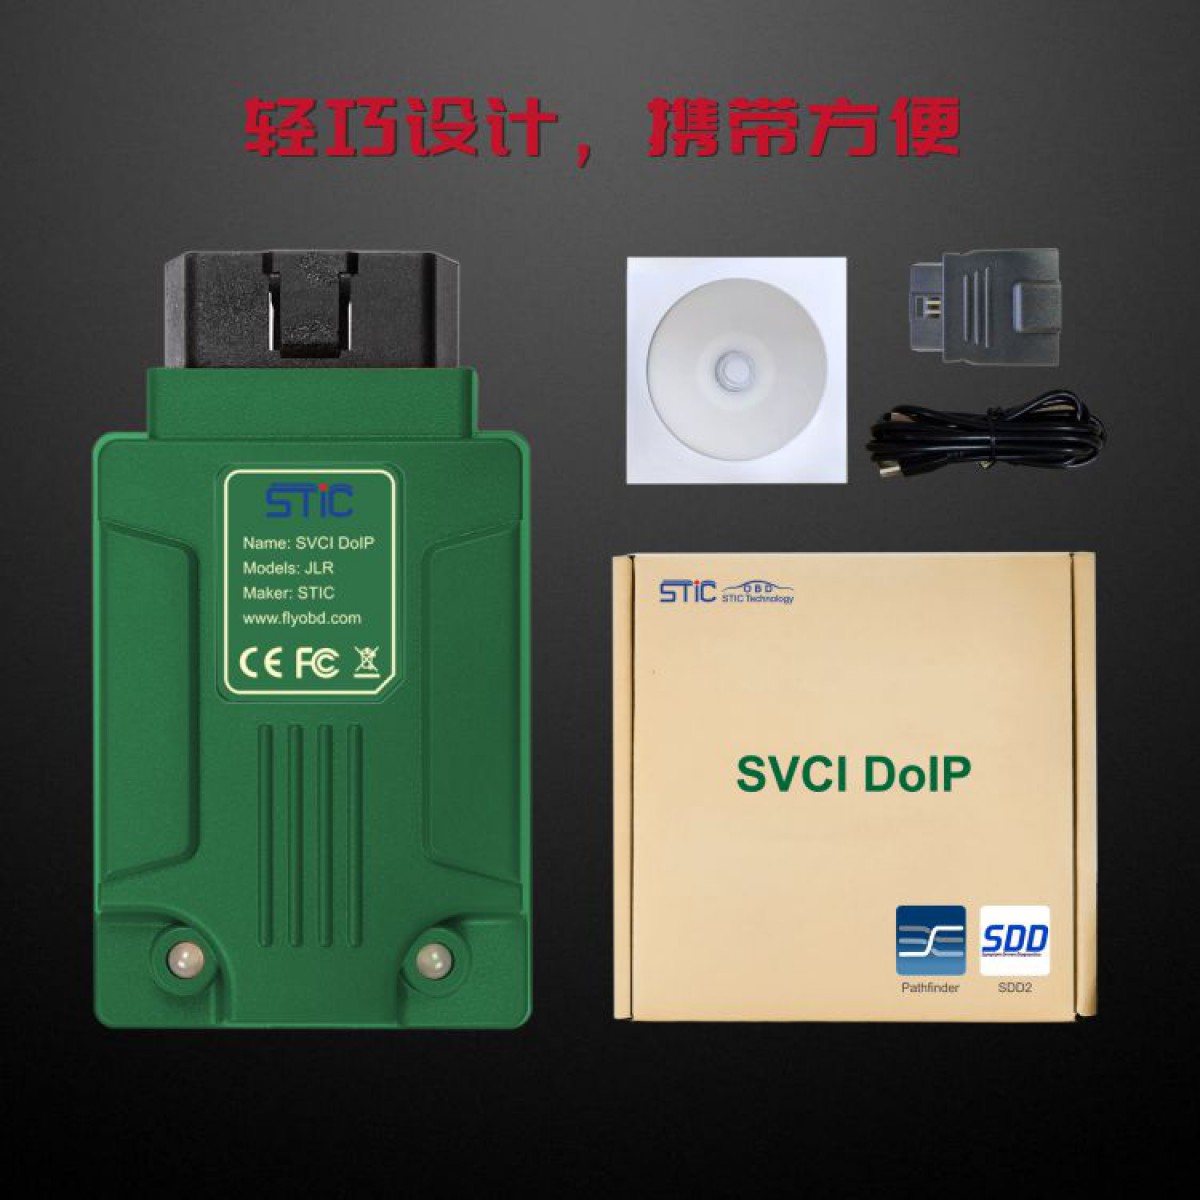 轻巧设计，携带方便
STiC
Name: SVCI DoIP
Models: JLR
Maker: STIC
www.flyobd.com
CE FC
STiC OBD
STIC Technology
SVCI DoIP
SDD
Pathfinder
SDD2